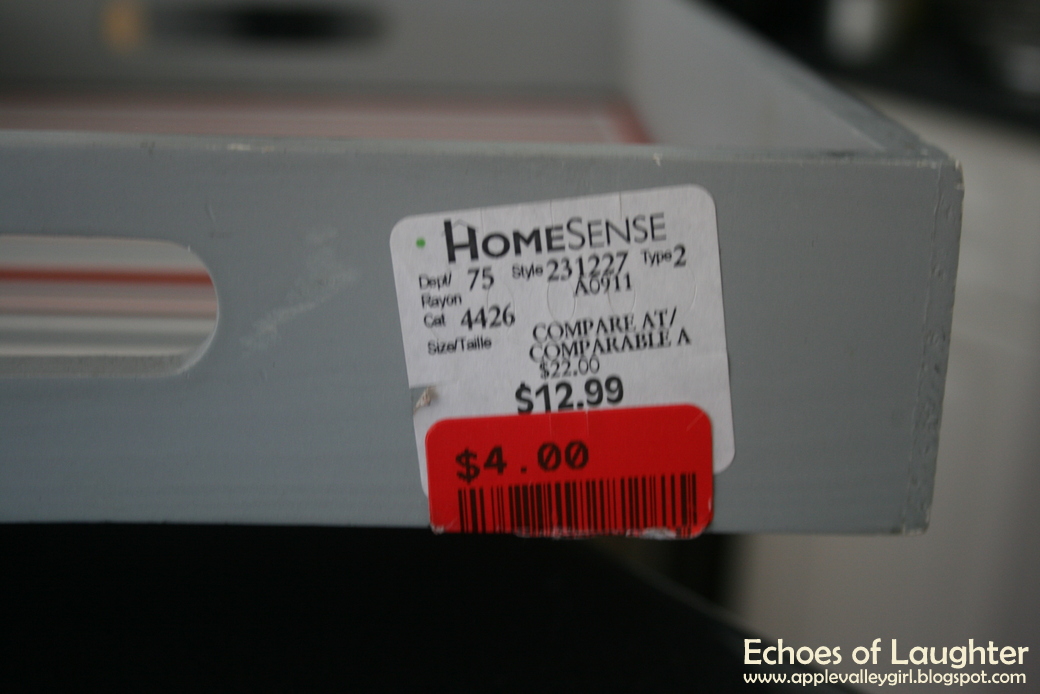 HOMESENSE
Dept/ 75 Style 231227 Type 2
Rayon A0911
Cat 4426
Size/Taille COMPARE AT/
COMPARABLE A
$22.00
$12.99
$4.00
Echoes of Laughter
www.applevalleygirl.blogspot.com